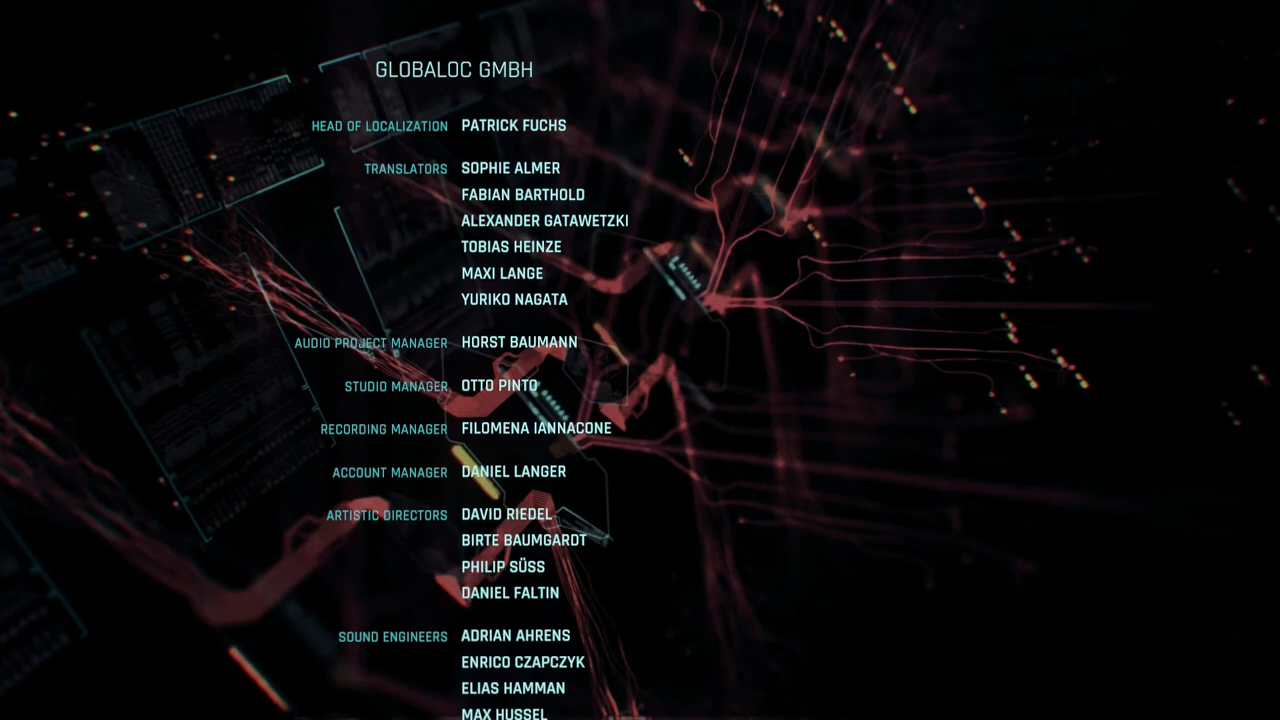 GLOBALOC GMBH
HEAD OF LOCALIZATION PATRICK FUCHS
TRANSLATORS SOPHIE ALMER
FABIAN BARTHOLD
ALEXANDER GATAWETZKI
TOBIAS HEINZE
MAXI LANGE
YURIKO NAGATA
AUDIO PROJECT MANAGER HORST BAUMANN
STUDIO MANAGER OTTO PINTO
RECORDING MANAGER FILOMENA IANNACONE
ACCOUNT MANAGER DANIEL LANGER
ARTISTIC DIRECTORS DAVID RIEDEL
BIRTE BAUMGARDT
PHILIP SÜSS
DANIEL FALTIN
SOUND ENGINEERS ADRIAN AHRENS
ENRICO CZAPCZYK
ELIAS HAMMAN
MAX HUSSEL